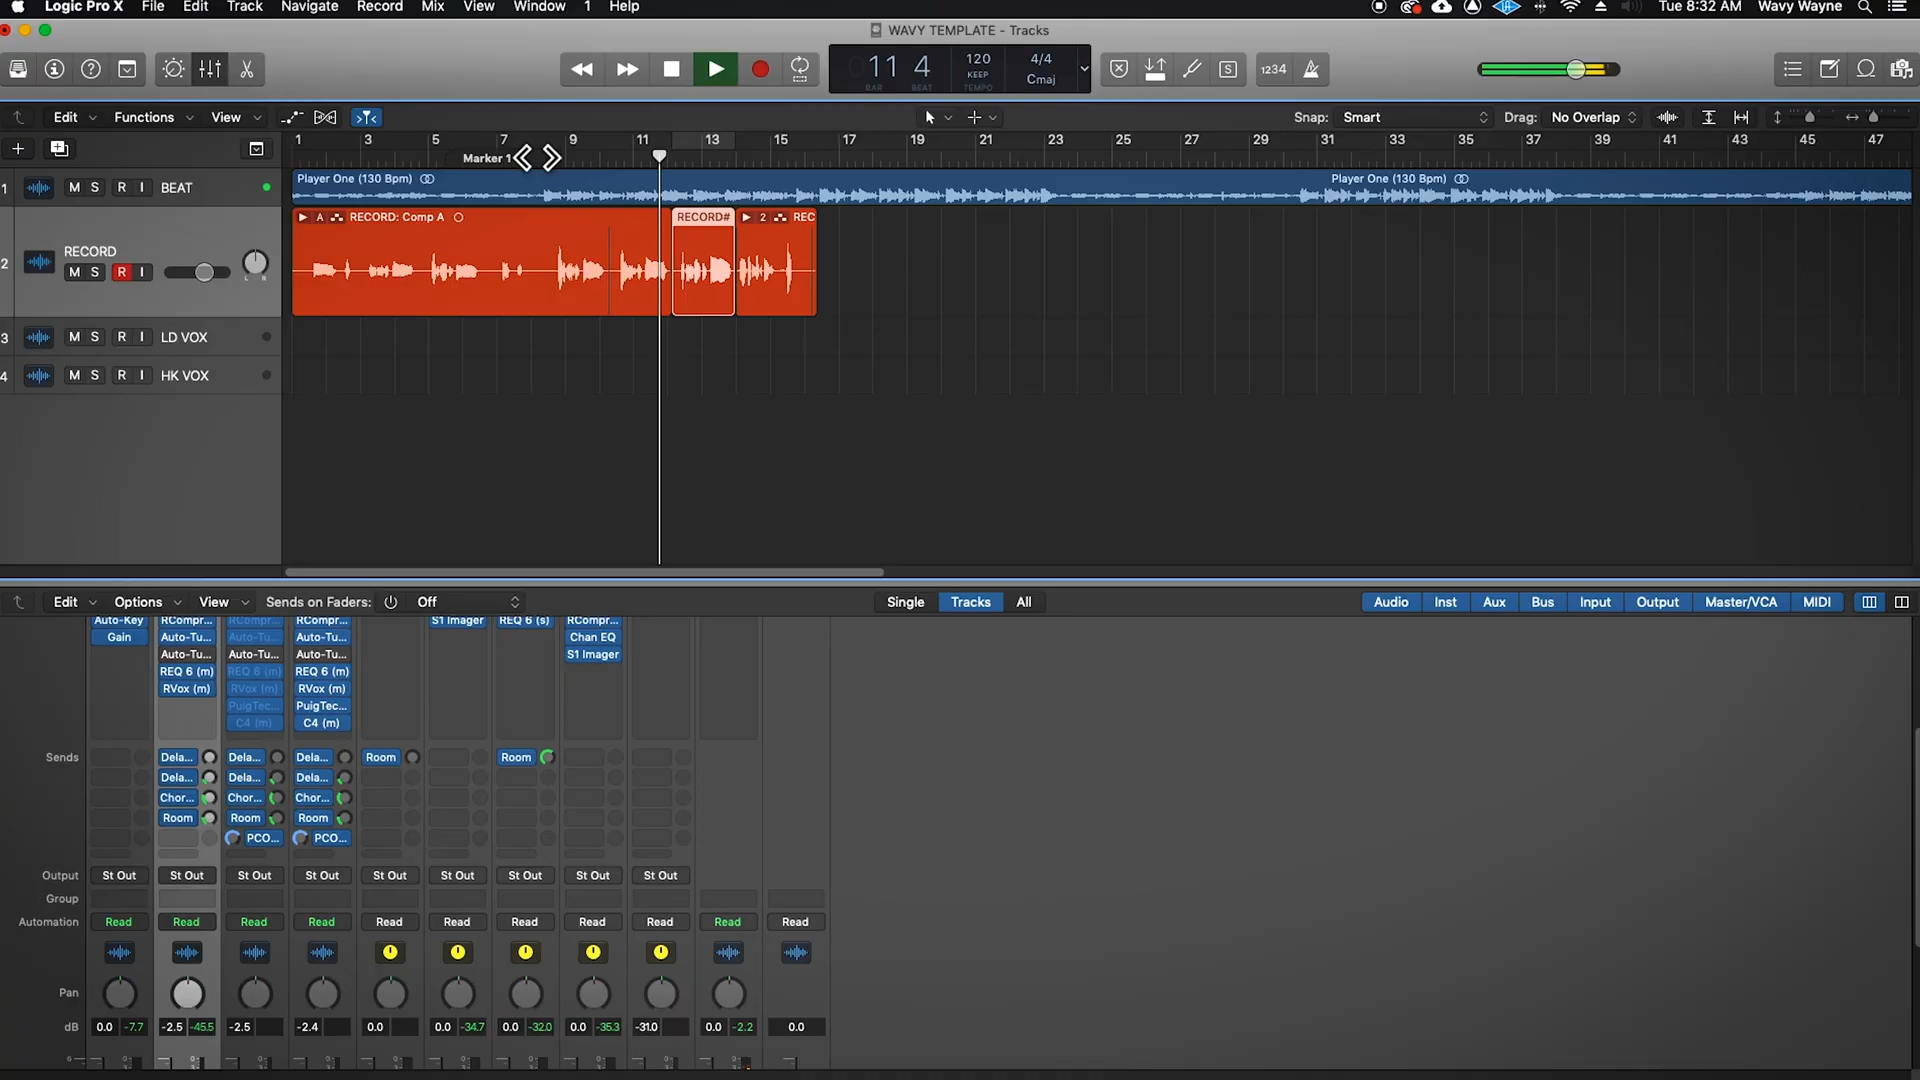 Logic Pro X File Edit Track Navigate Record Mix View Window 1 Help Tue 8:32 AM Wavy Wayne
WAVY TEMPLATE - Tracks
11 4 120 KEEP 4/4 Cmaj 1234 S
BAR BEAT TEMPO
Edit Functions View Snap: Smart Drag: No Overlap
1 3 5 7 9 11 13 15 17 19 21 23 25 27 29 31 33 35 37 39 41 43 45 47
Marker 1
1 M S R I BEAT Player One (130 Bpm) Player One (130 Bpm)
A RECORD: Comp A RECORD# 2 REC
RECORD
2 M S R I
3 M S R I LD VOX
4 M S R I HK VOX
Edit Options View Sends on Faders: Off Single Tracks All Audio Inst Aux Bus Input Output Master/VCA MIDI
Auto-Key RCompr... RCompr... RCompr... S1 Imager REQ 6 (s) RCompr...
Gain Auto-Tu... Auto-Tu... Auto-Tu... Chan EQ
Auto-Tu... Auto-Tu... Auto-Tu... S1 Imager
REQ 6 (m) REQ 6 (m) REQ 6 (m)
RVox (m) RVox (m) RVox (m)
PuigTec... PuigTec...
C4 (m) C4 (m)
Sends Dela... Dela... Dela... Room Room
Dela... Dela... Dela...
Chor... Chor... Chor...
Room Room Room
PCO... PCO...
Output St Out St Out St Out St Out St Out St Out St Out St Out St Out
Group
Automation Read Read Read Read Read Read Read Read Read Read Read
Pan
dB 0.0 -7.7 -2.5 -45.5 -2.5 -2.4 0.0 0.0 -34.7 0.0 -32.0 0.0 -35.3 -31.0 0.0 -2.2 0.0